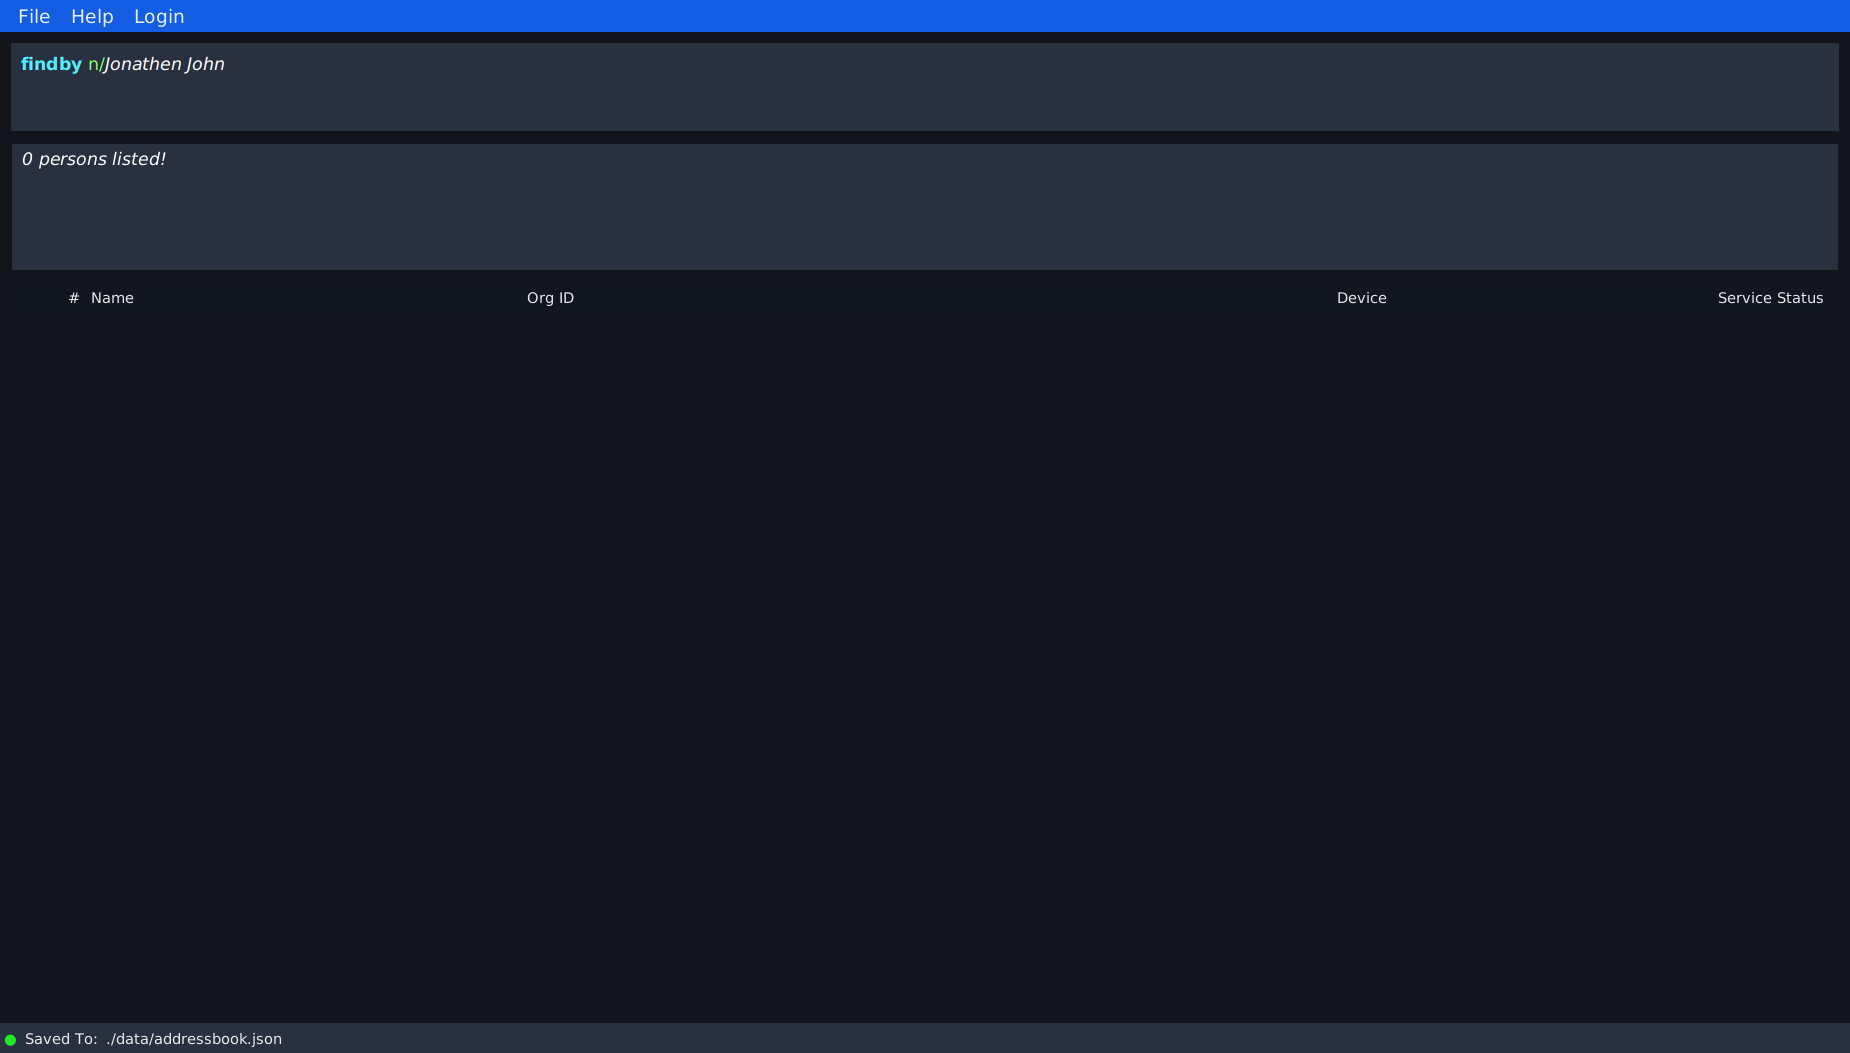 File Help Login
findby n/Jonathen John
0 persons listed!
# Name Org ID Device Service Status
Saved To: ./data/addressbook.json